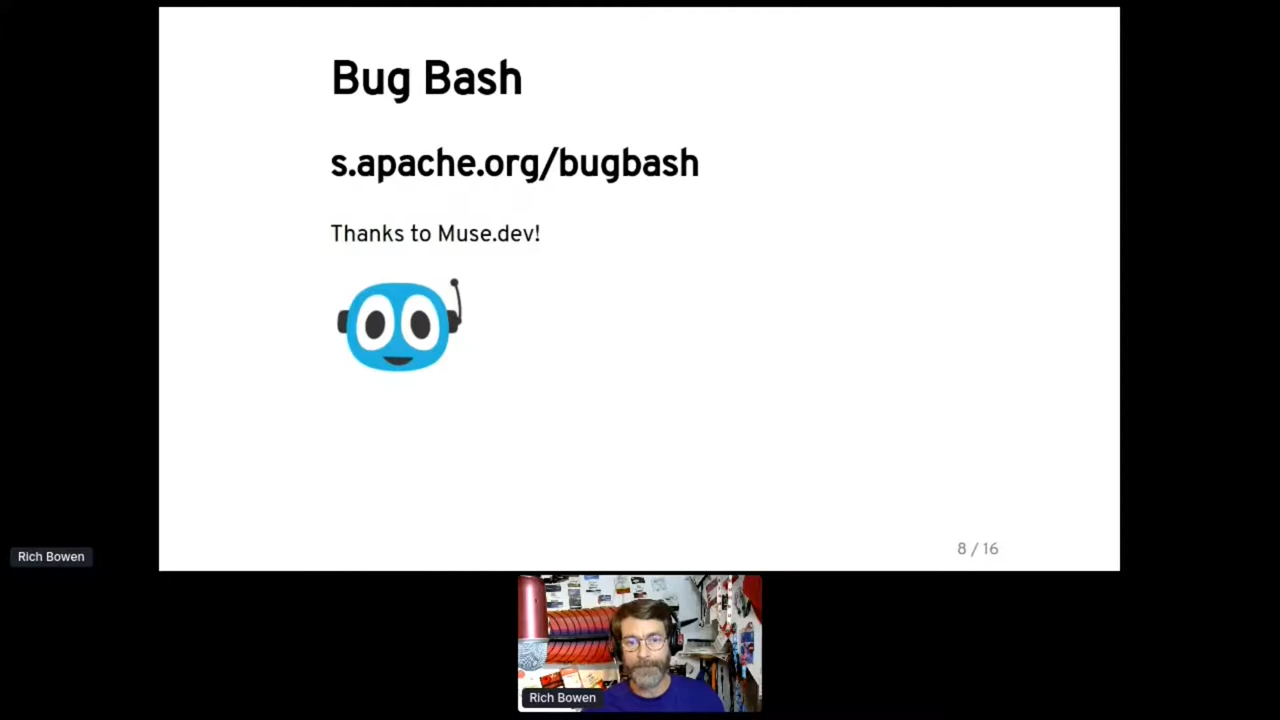 Bug Bash
s.apache.org/bugbash
Thanks to Muse.dev!
8 / 16
Rich Bowen
Rich Bowen